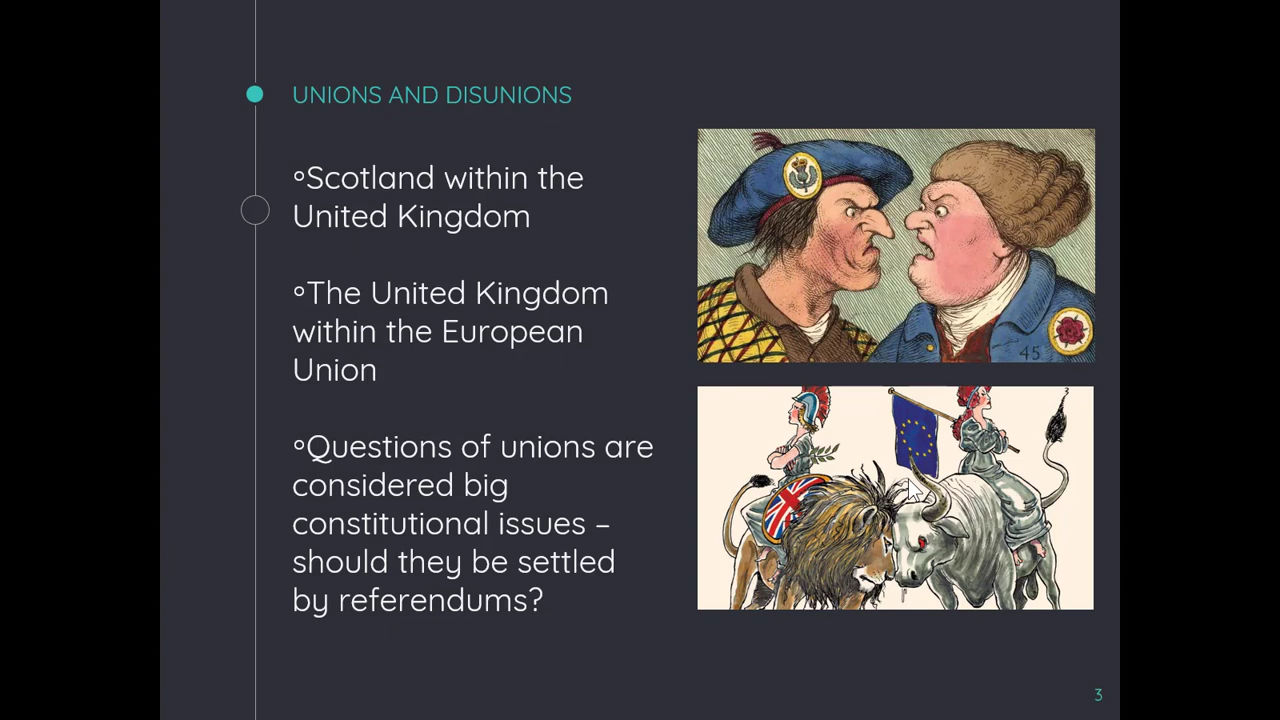 UNIONS AND DISUNIONS
°Scotland within the
United Kingdom
°The United Kingdom
within the European
Union
°Questions of unions are
considered big
constitutional issues –
should they be settled
by referendums?
45
3